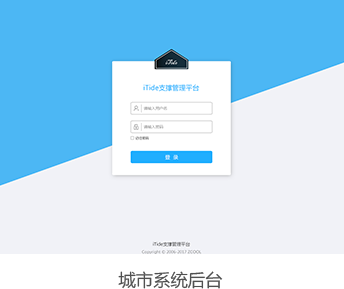 iTide
iTide支撑管理平台
请输入用户名
请输入密码
记住密码
登 录
iTide支撑管理平台
Copyright © 2006-2017 ZCOOL
城市系统后台